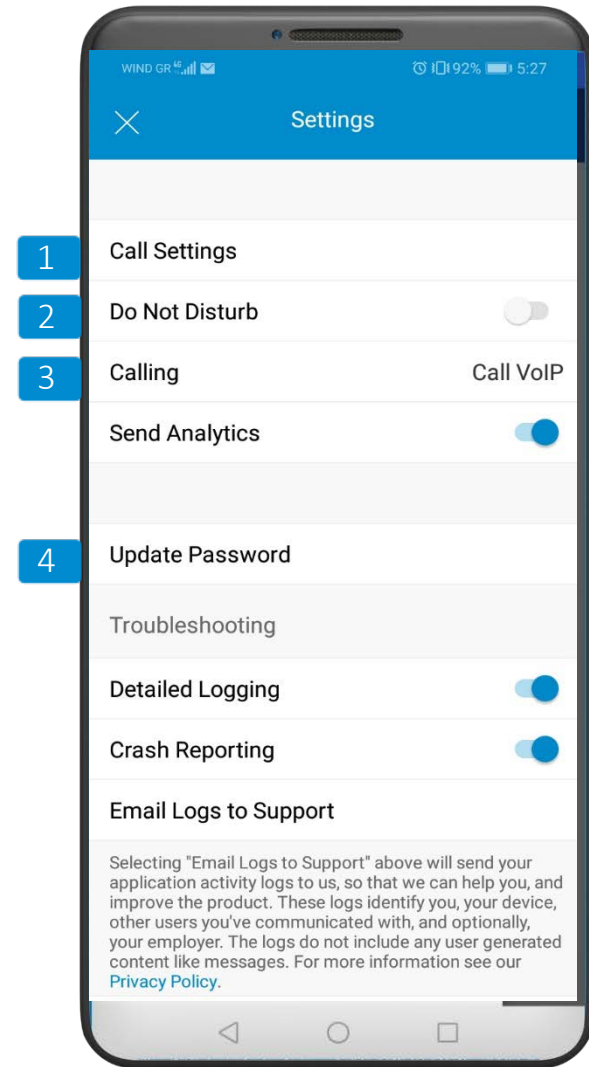 WIND GR 4G 92% 5:27
Settings
1 Call Settings
2 Do Not Disturb
3 Calling Call VoIP
Send Analytics
4 Update Password
Troubleshooting
Detailed Logging
Crash Reporting
Email Logs to Support
Selecting "Email Logs to Support" above will send your
application activity logs to us, so that we can help you, and
improve the product. These logs identify you, your device,
other users you've communicated with, and optionally,
your employer. The logs do not include any user generated
content like messages. For more information see our
Privacy Policy.